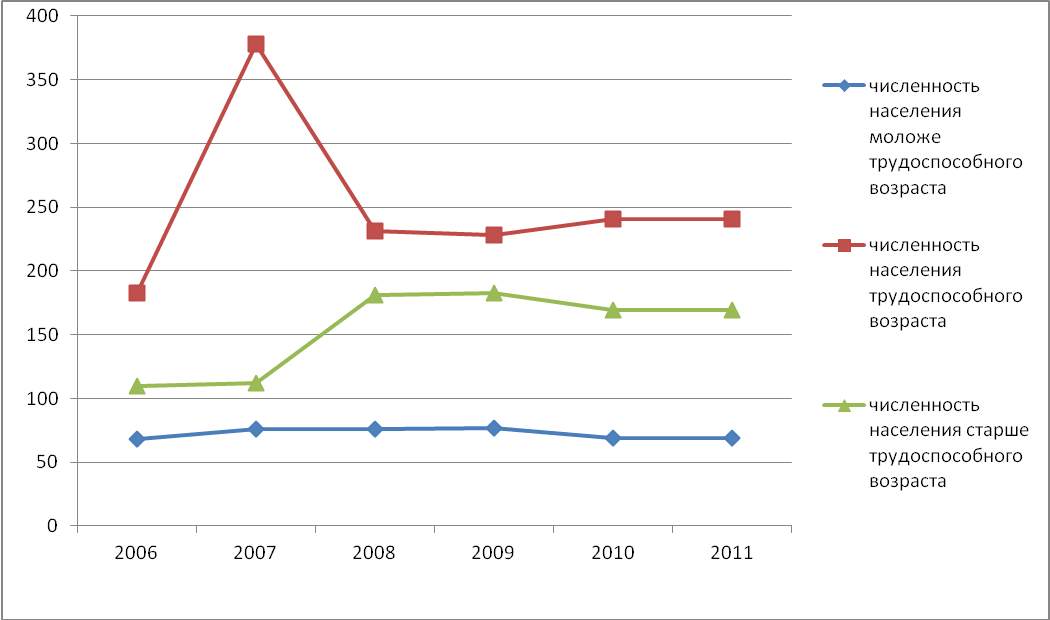 400
350
300
250
200
150
100
50
0
2006 2007 2008 2009 2010 2011
численность
населения
моложе
трудоспособного
возраста
численность
населения
трудоспособного
возраста
численность
населения старше
трудоспособного
возраста